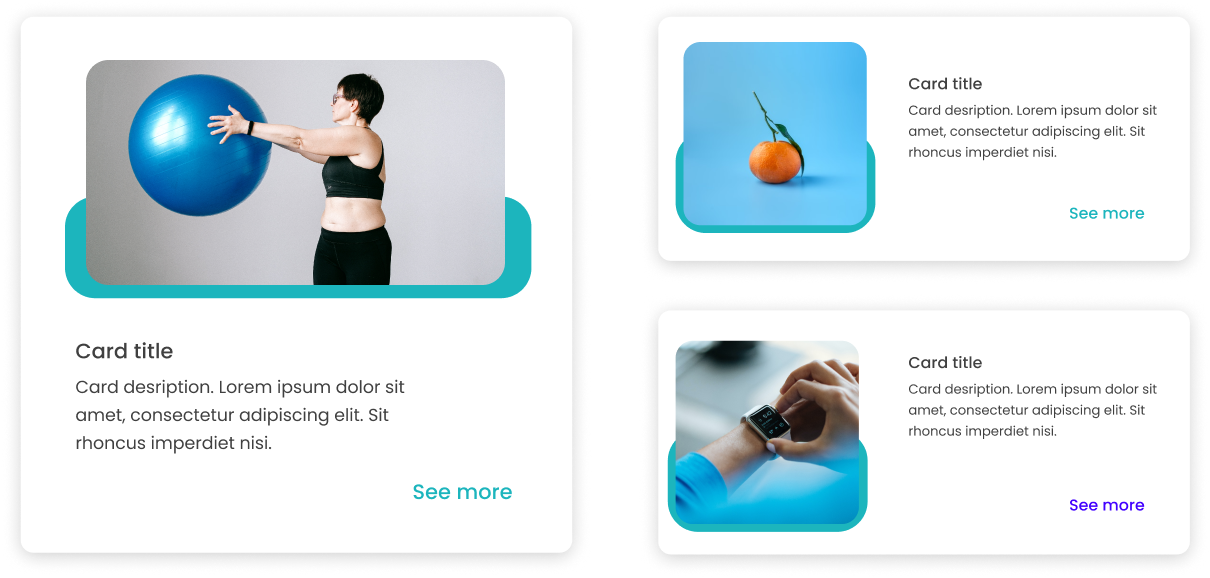 Card title
Card desription. Lorem ipsum dolor sit
amet, consectetur adipiscing elit. Sit
rhoncus imperdiet nisi.
See more
Card title
Card desription. Lorem ipsum dolor sit
amet, consectetur adipiscing elit. Sit
rhoncus imperdiet nisi.
See more
Card title
Card desription. Lorem ipsum dolor sit
amet, consectetur adipiscing elit. Sit
rhoncus imperdiet nisi.
See more